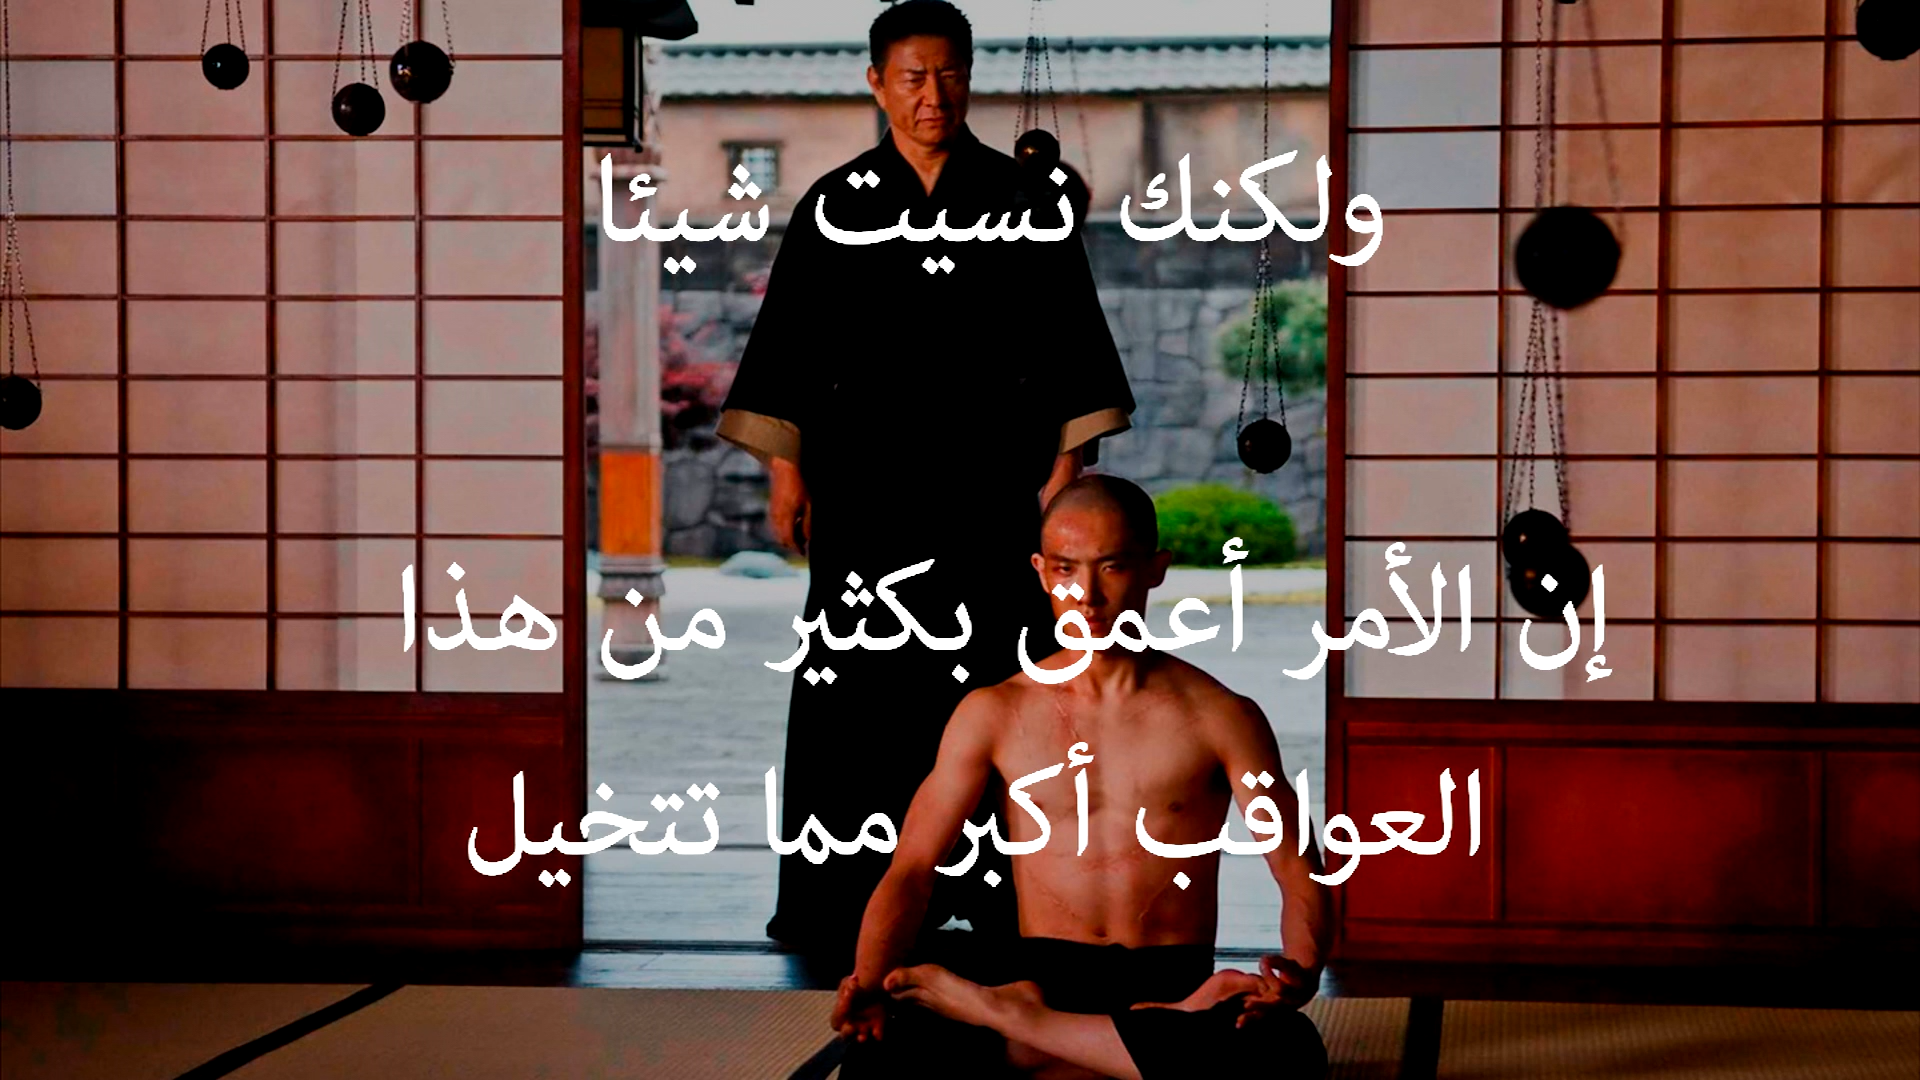 ولكنك نسيت شيئا
إن الأمر أعمق بكثير من هذا
العواقب أكبر مما تتخيل